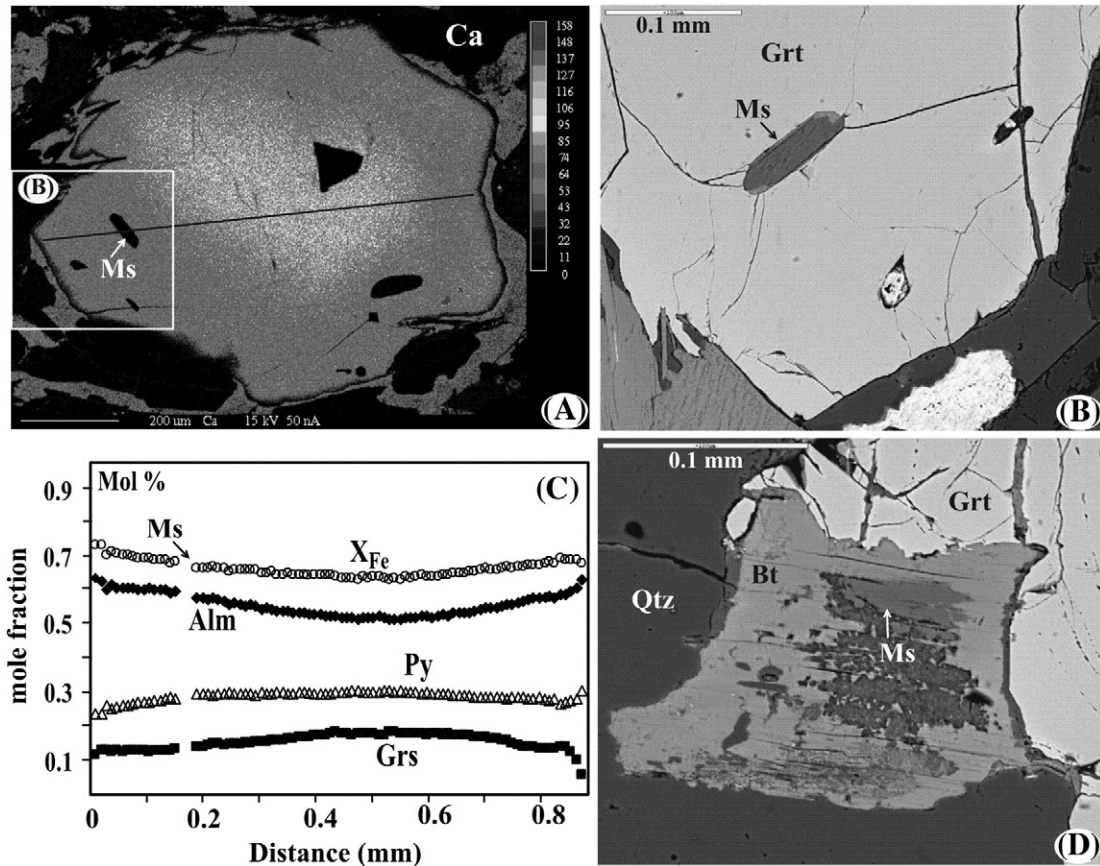 Ca
158
148
137
127
116
106
95
85
74
64
53
43
32
22
11
0
(B)
Ms
200 um Ca 15 kV 50 nA
(A)
0.1 mm
Grt
Ms
(B)
Mol %
(C)
mole fraction
0.9
0.7
0.5
0.3
0.1
Ms
XFe
Alm
Py
Grs
0 0.2 0.4 0.6 0.8
Distance (mm)
0.1 mm
Grt
Bt
Qtz
Ms
(D)